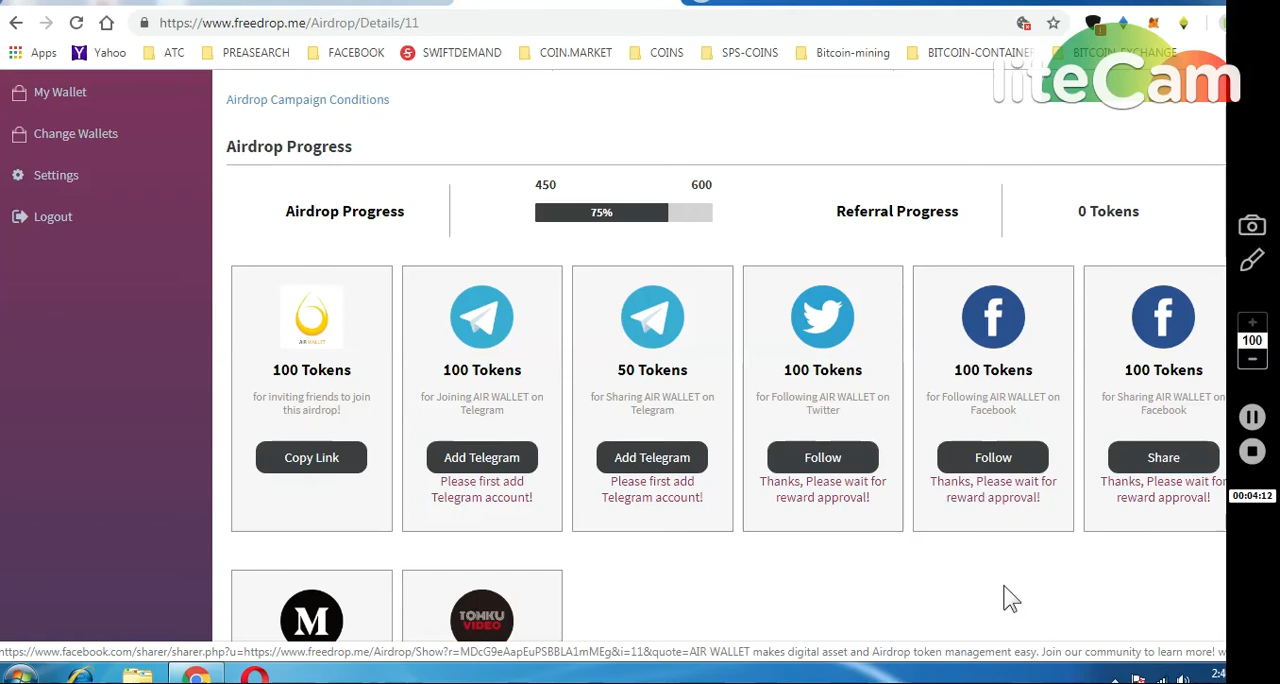 https://www.freedrop.me/Airdrop/Details/11
Apps Yahoo ATC PREASEARCH FACEBOOK SWIFTDEMAND COIN.MARKET COINS SPS-COINS Bitcoin-mining BITCOIN-CONTAINER BITCOIN-EXCHANGE
liteCam
My Wallet
Change Wallets
Settings
Logout
Airdrop Campaign Conditions
Airdrop Progress
450 600
Airdrop Progress 75% Referral Progress 0 Tokens
AIR WALLET
100 Tokens
for inviting friends to join
this airdrop!
Copy Link
100 Tokens
for Joining AIR WALLET on
Telegram
Add Telegram
Please first add
Telegram account!
50 Tokens
for Sharing AIR WALLET on
Telegram
Add Telegram
Please first add
Telegram account!
100 Tokens
for Following AIR WALLET on
Twitter
Follow
Thanks, Please wait for
reward approval!
100 Tokens
for Following AIR WALLET on
Facebook
Follow
Thanks, Please wait for
reward approval!
100 Tokens
for Sharing AIR WALLET on
Facebook
Share
Thanks, Please wait for
reward approval!
M
TOMKU
VIDEO
100
00:04:12
https://www.facebook.com/sharer/sharer.php?u=https://www.freedrop.me/Airdrop/Show?r=MDcG9eAapEuPSBBLA1mMEg&i=11&quote=AIR WALLET makes digital asset and Airdrop token management easy. Join our community to learn more! w
2:4